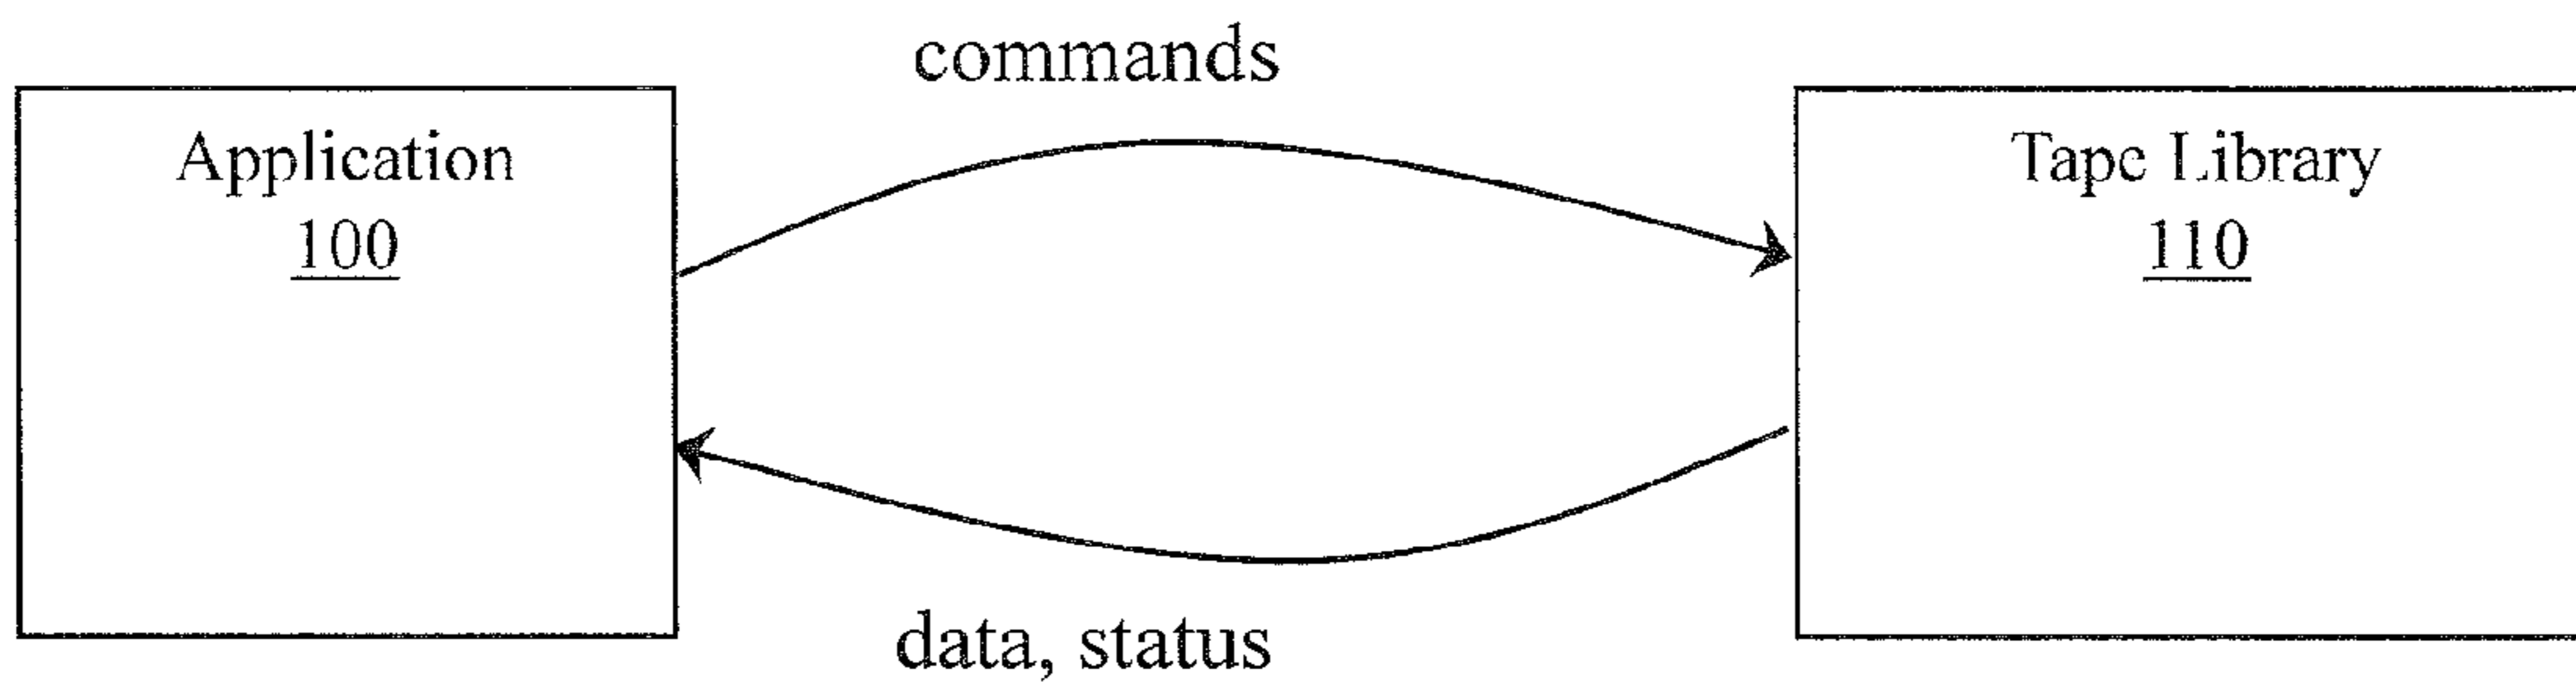 commands
Application
100
Tape Library
110
data, status